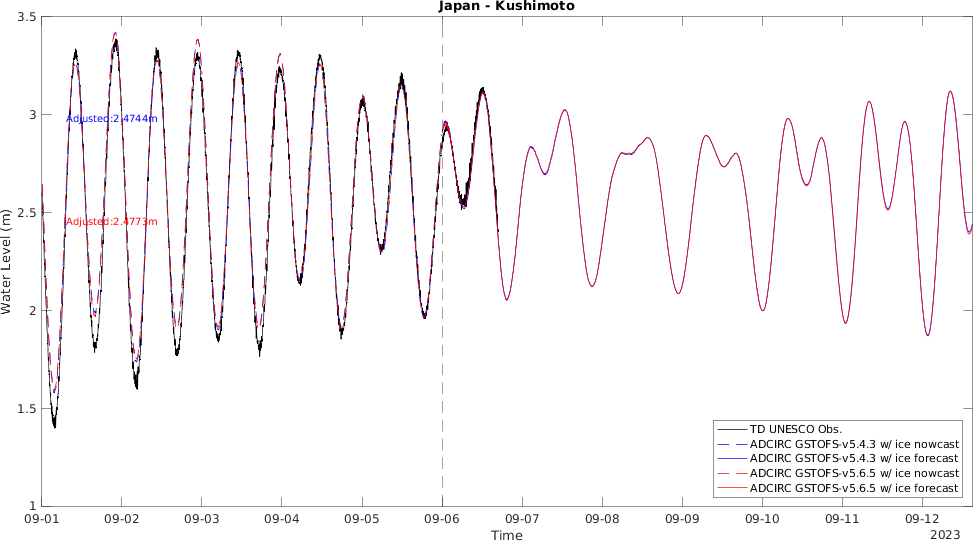 Japan - Kushimoto
3.5
3
2.5
2
1.5
1
Water Level (m)
Adjusted:2.4744m
Adjusted:2.4773m
TD UNESCO Obs.
ADCIRC GSTOFS-v5.4.3 w/ ice nowcast
ADCIRC GSTOFS-v5.4.3 w/ ice forecast
ADCIRC GSTOFS-v5.6.5 w/ ice nowcast
ADCIRC GSTOFS-v5.6.5 w/ ice forecast
09-01 09-02 09-03 09-04 09-05 09-06 09-07 09-08 09-09 09-10 09-11 09-12
Time
2023